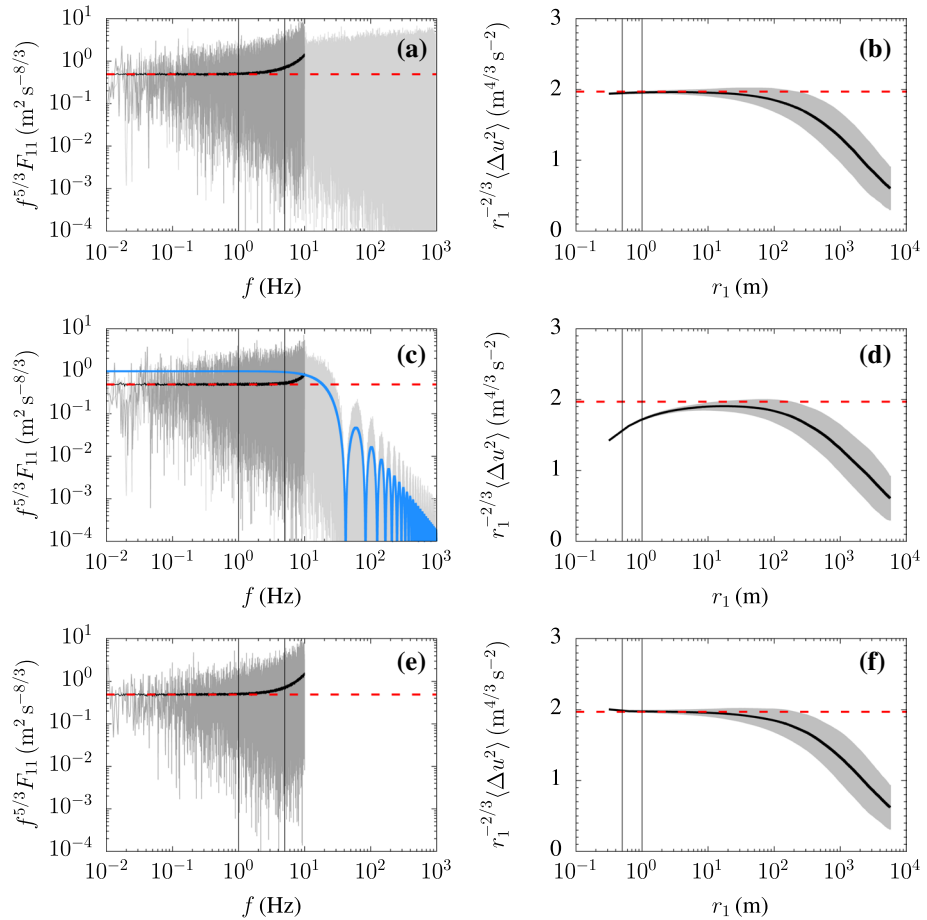 (a)
f^{5/3}F_{11} (m^2 s^{-8/3})
10^1
10^0
10^{-1}
10^{-2}
10^{-3}
10^{-4}
10^{-2} 10^{-1} 10^0 10^1 10^2 10^3
f (Hz)
(b)
r_1^{-2/3}⟨Δu^2⟩ (m^{4/3} s^{-2})
3
2
1
0
10^{-1} 10^0 10^1 10^2 10^3 10^4
r_1 (m)
(c)
f^{5/3}F_{11} (m^2 s^{-8/3})
10^1
10^0
10^{-1}
10^{-2}
10^{-3}
10^{-4}
10^{-2} 10^{-1} 10^0 10^1 10^2 10^3
f (Hz)
(d)
r_1^{-2/3}⟨Δu^2⟩ (m^{4/3} s^{-2})
3
2
1
0
10^{-1} 10^0 10^1 10^2 10^3 10^4
r_1 (m)
(e)
f^{5/3}F_{11} (m^2 s^{-8/3})
10^1
10^0
10^{-1}
10^{-2}
10^{-3}
10^{-4}
10^{-2} 10^{-1} 10^0 10^1 10^2 10^3
f (Hz)
(f)
r_1^{-2/3}⟨Δu^2⟩ (m^{4/3} s^{-2})
3
2
1
0
10^{-1} 10^0 10^1 10^2 10^3 10^4
r_1 (m)